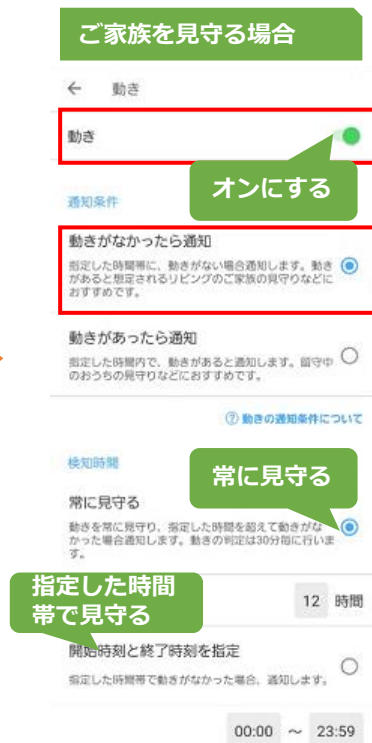 ご家族を見守る場合
← 動き
動き
オンにする
通知条件
動きがなかったら通知
指定した時間帯に、動きがない場合通知します。動き
があると想定されるリビングのご家族の見守りなどに
おすすめです。
動きがあったら通知
指定した時間内で、動きがあると通知します。留守中
のおうちの見守りなどにおすすめです。
? 動きの通知条件について
検知時間
常に見守る
常に見守る
動きを常に見守り、指定した時間を超えて動きがな
かった場合通知します。動きの判定は30分毎に行いま
す。
指定した時間
帯で見守る
12 時間
開始時刻と終了時刻を指定
指定した時間帯で動きがなかった場合、通知します。
00:00 ~ 23:59